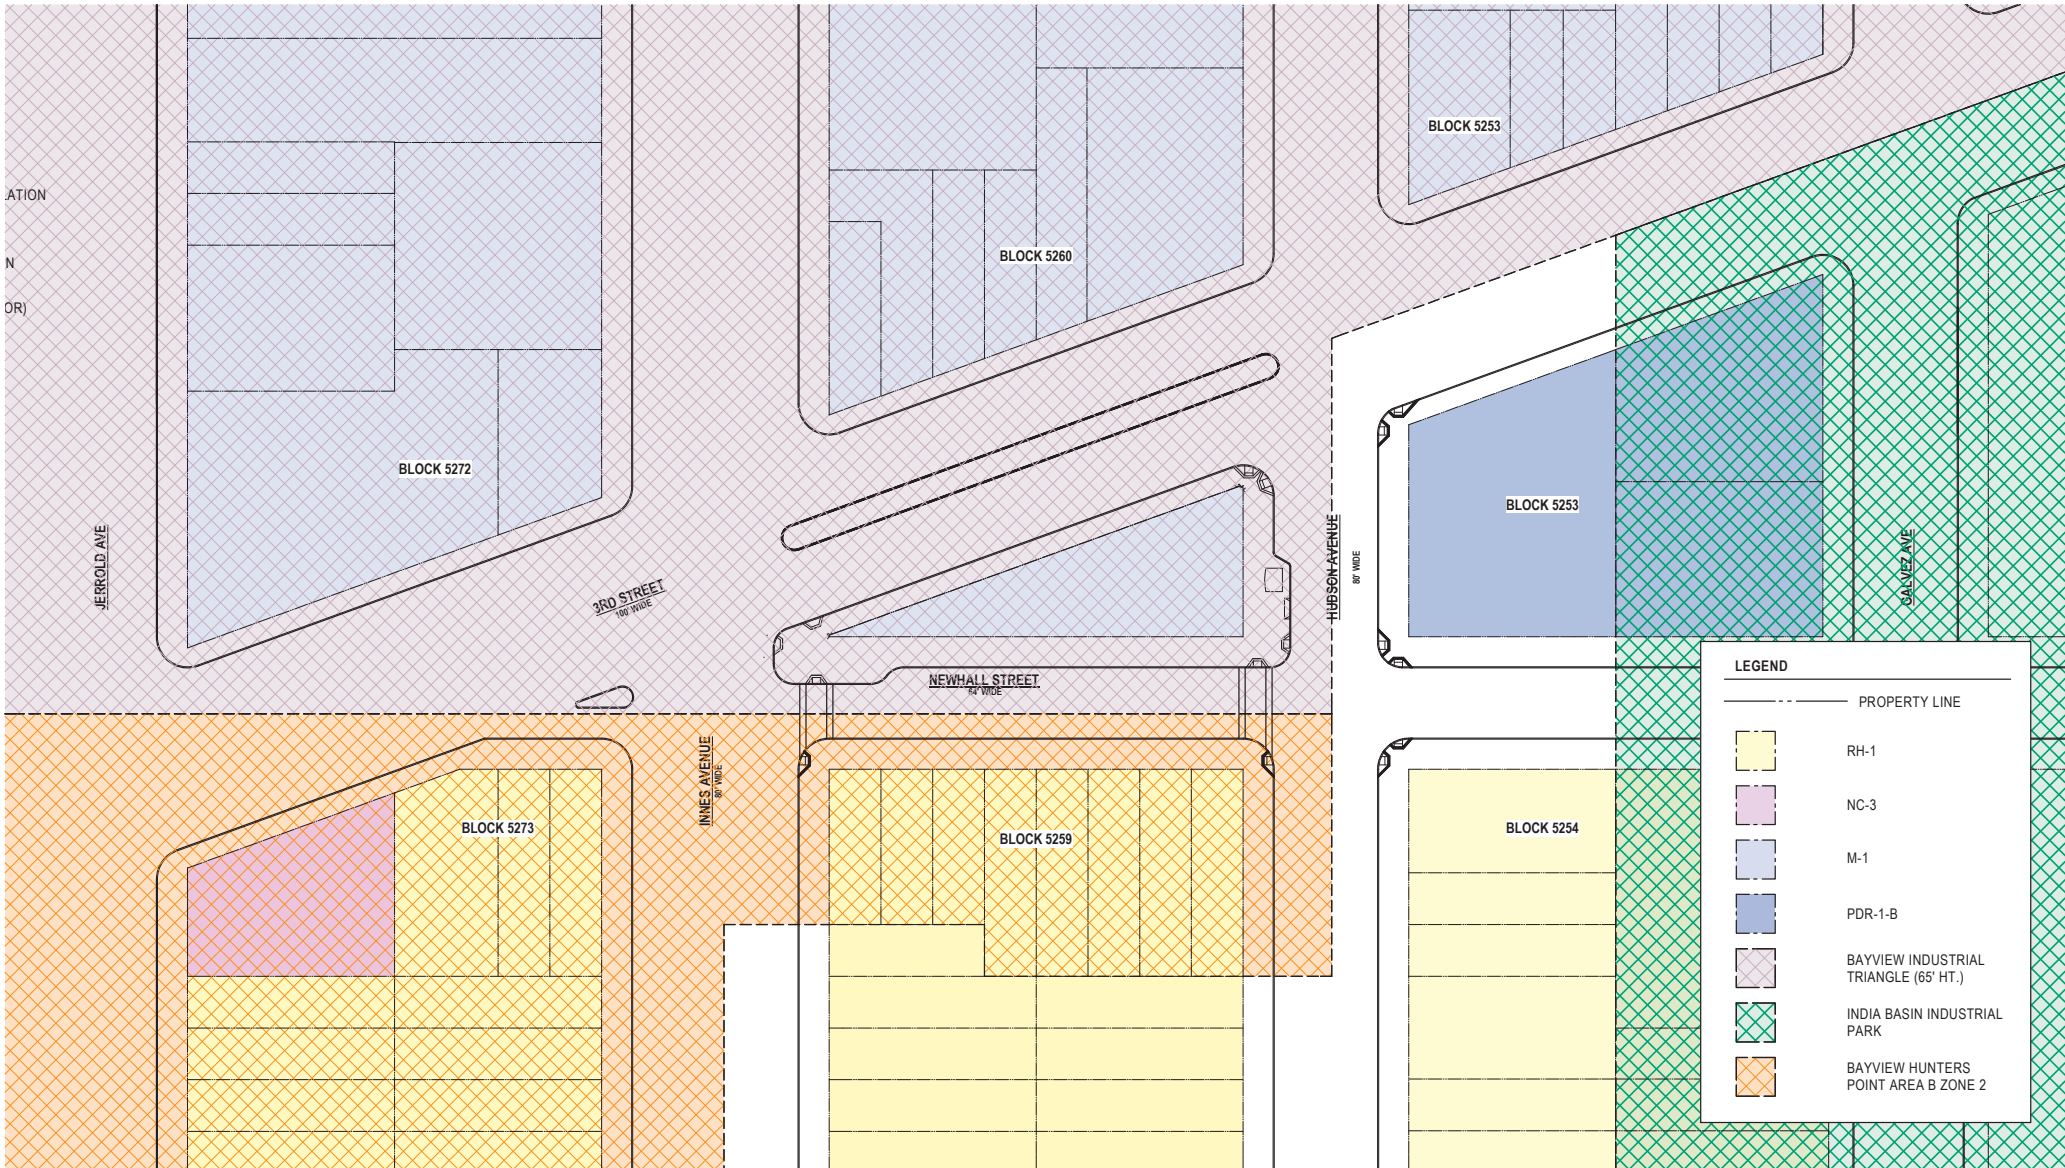 BLOCK 5253
LATION
BLOCK 5260
N
OR)
BLOCK 5272
BLOCK 5253
JERROLD AVE
3RD STREET
100' WIDE
HUDSON AVENUE
80' WIDE
GALVEZ AVE
NEWHALL STREET
64' WIDE
INNES AVENUE
80' WIDE
BLOCK 5273
BLOCK 5259
BLOCK 5254
LEGEND
PROPERTY LINE
RH-1
NC-3
M-1
PDR-1-B
BAYVIEW INDUSTRIAL
TRIANGLE (65' HT.)
INDIA BASIN INDUSTRIAL
PARK
BAYVIEW HUNTERS
POINT AREA B ZONE 2